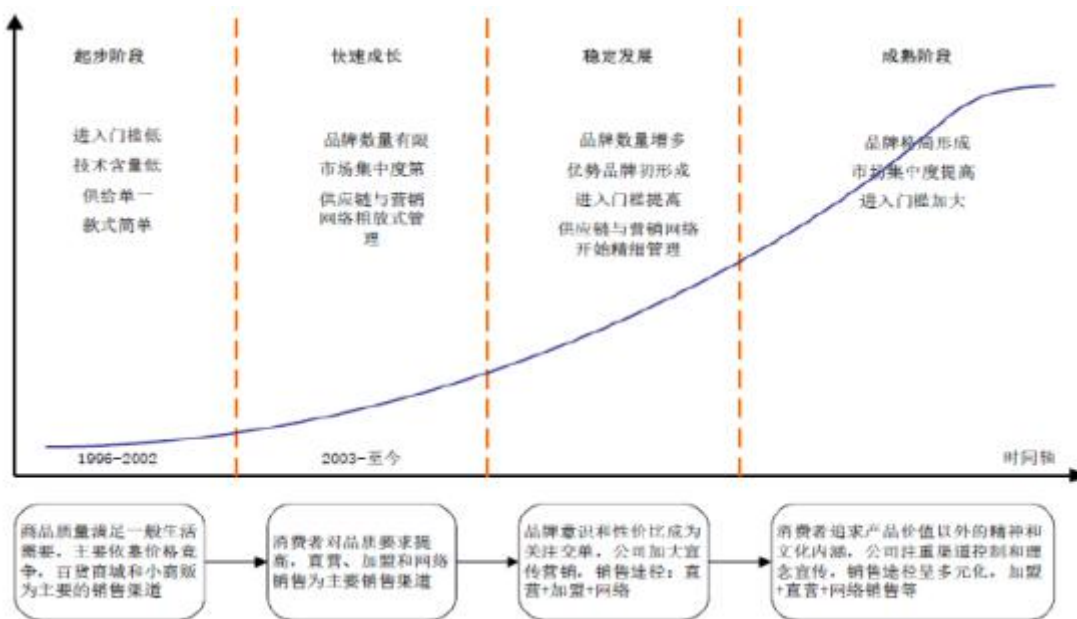 起步阶段
快速成长
稳定发展
成熟阶段
进入门槛低
技术含量低
供给单一
款式简单
品牌数量有限
市场集中度第
供应链与营销
网络粗放式管
理
品牌数量增多
优势品牌初形成
进入门槛提高
供应链与营销网络
开始精细管理
品牌格局形成
市场集中度提高
进入门槛加大
1996-2002
2003-至今
时间轴
商品质量满足一般生活
需要，主要依靠价格竞
争，百货商城和小商贩
为主要的销售渠道
消费者对品质要求提
高，直营、加盟和网络
销售为主要销售渠道
品牌意识和性价比成为
关注交单，公司加大宣
传营销，销售途径：直
营+加盟+网络
消费者追求产品价值以外的精神和
文化内涵，公司注重渠道控制和理
念宣传，销售途径呈多元化，加盟
+直营+网络销售等